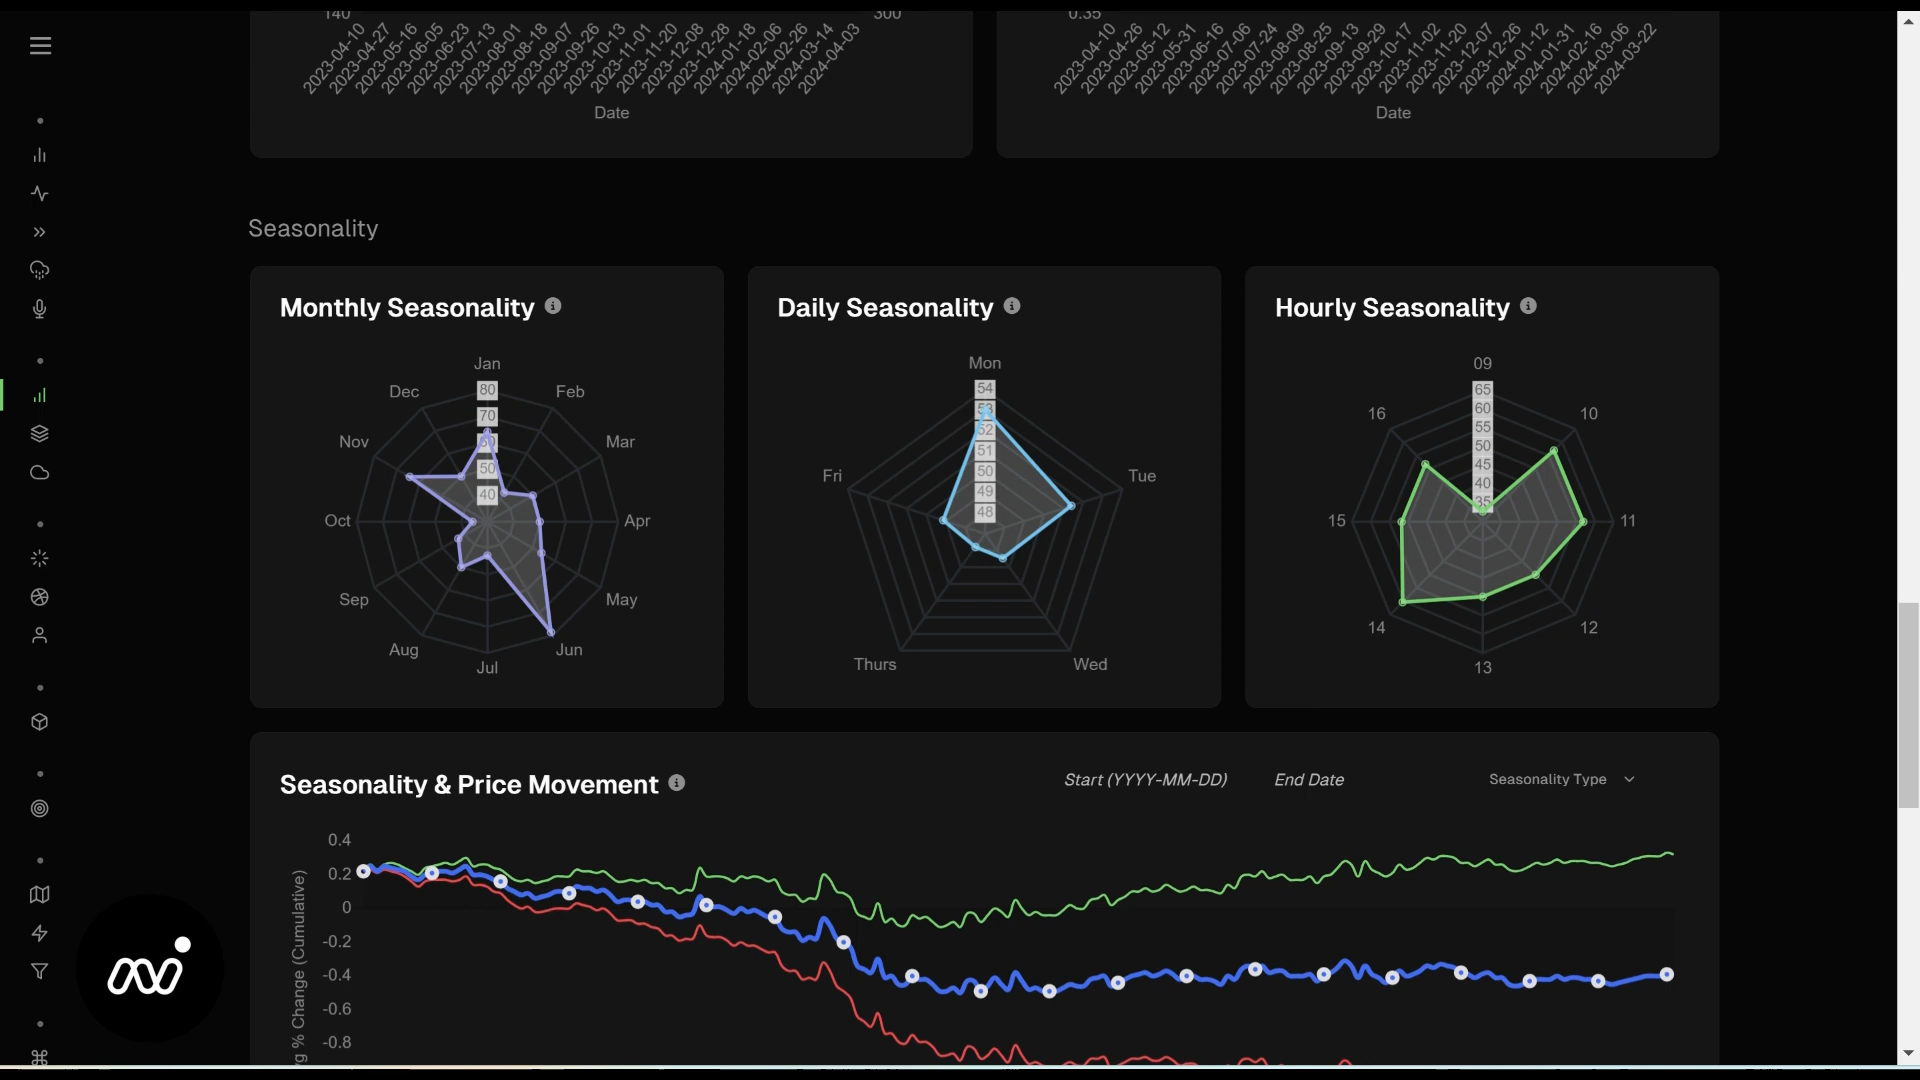 140
300
0.35
2023-04-10
2023-04-27
2023-05-16
2023-06-05
2023-06-23
2023-07-13
2023-08-01
2023-08-18
2023-09-07
2023-09-26
2023-10-13
2023-11-01
2023-11-20
2023-12-08
2023-12-28
2024-01-18
2024-02-06
2024-02-26
2024-03-14
2024-04-03
Date
2023-04-10
2023-04-26
2023-05-12
2023-05-31
2023-06-16
2023-07-06
2023-07-24
2023-08-09
2023-08-25
2023-09-13
2023-09-29
2023-10-17
2023-11-02
2023-11-20
2023-12-07
2023-12-26
2024-01-12
2024-01-31
2024-02-16
2024-03-06
2024-03-22
Date
Seasonality
Monthly Seasonality
Jan
Feb
Mar
Apr
May
Jun
Jul
Aug
Sep
Oct
Nov
Dec
80
70
60
50
40
Daily Seasonality
Mon
Tue
Wed
Thurs
Fri
54
53
52
51
50
49
48
Hourly Seasonality
09
10
11
12
13
14
15
16
65
60
55
50
45
40
35
Seasonality & Price Movement
Start (YYYY-MM-DD)
End Date
Seasonality Type
0.4
0.2
0
-0.2
-0.4
-0.6
-0.8
% Change (Cumulative)